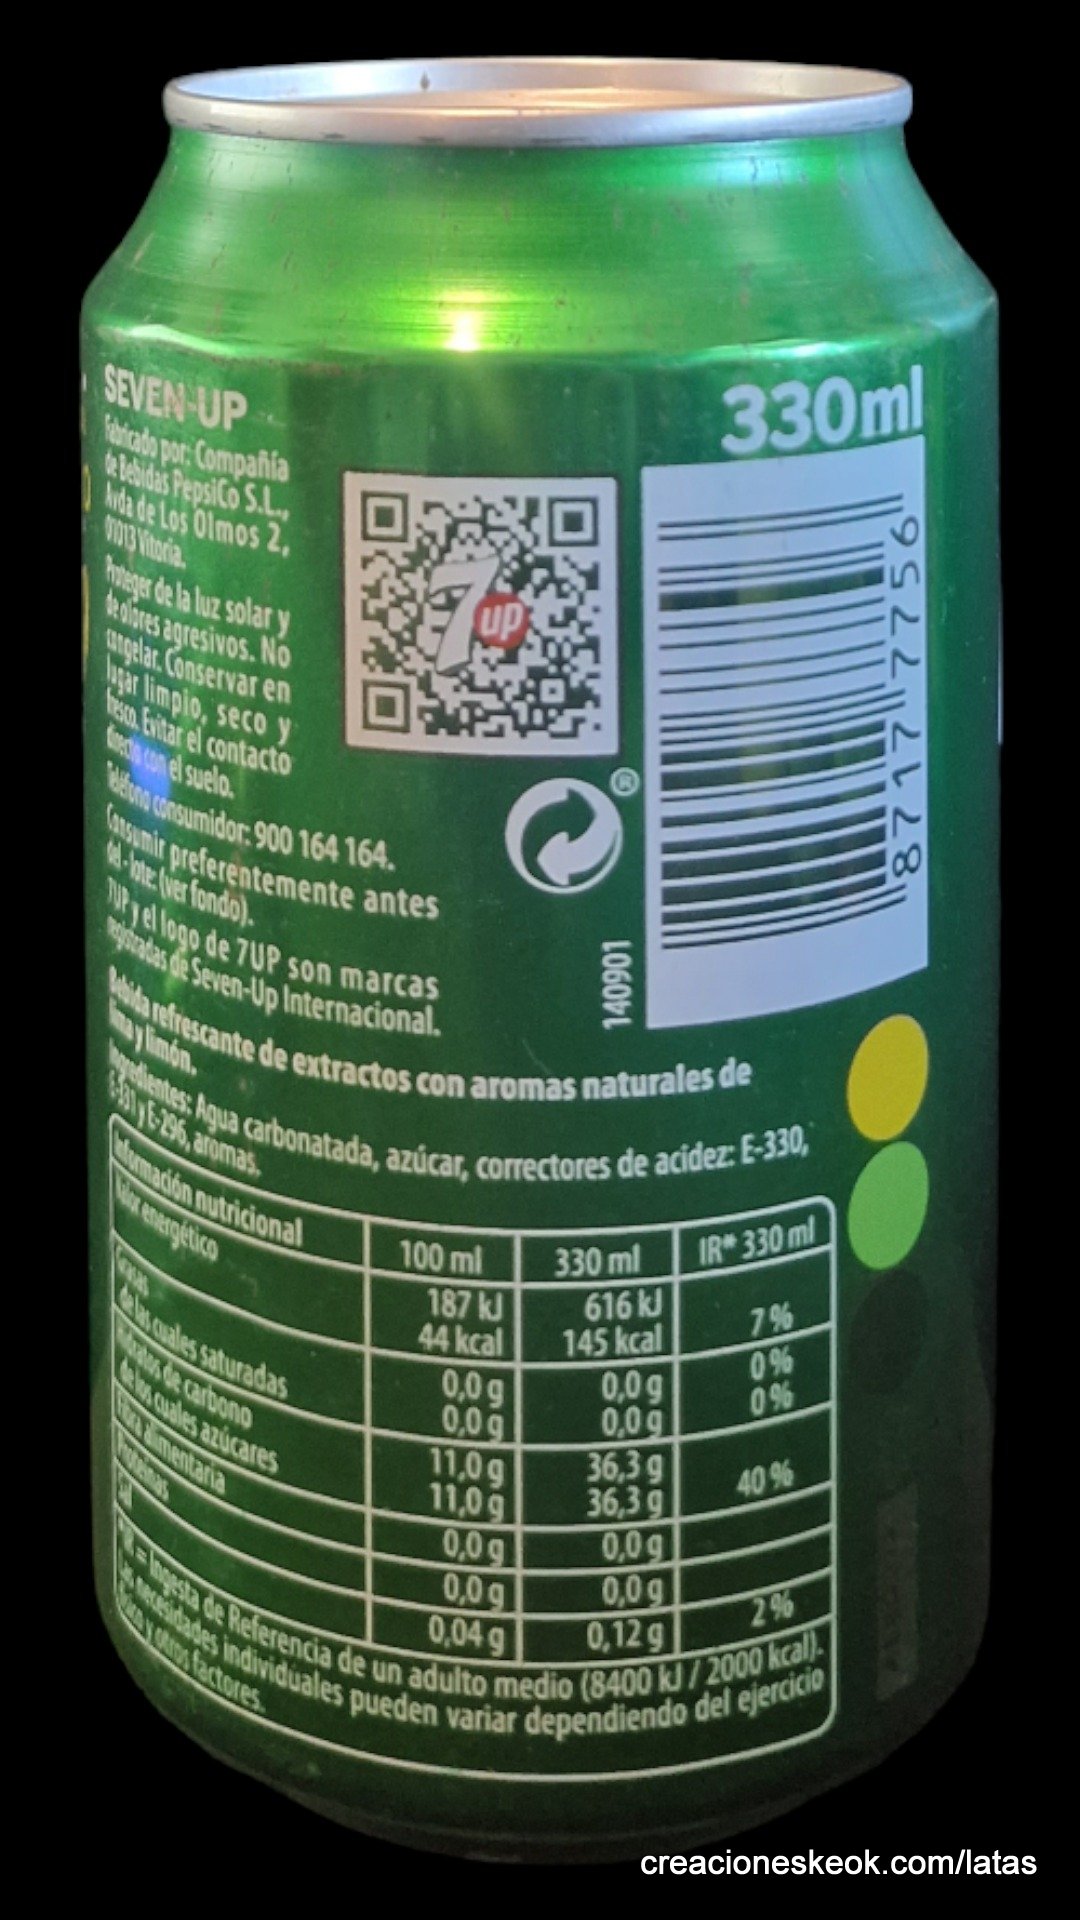 SEVEN-UP
Fabricado por: Compañía
de Bebidas PepsiCo S.L.,
Avda de Los Olmos 2,
01013 Vitoria.
Proteger de la luz solar y
de olores agresivos. No
congelar. Conservar en
lugar limpio, seco y
fresco. Evitar el contacto
directo con el suelo.
Teléfono consumidor: 900 164 164.
Consumir preferentemente antes
del - lote: (ver fondo).
7UP y el logo de 7UP son marcas
registradas de Seven-Up Internacional.
7up
®
140901
330ml
87177756
Bebida refrescante de extractos con aromas naturales de
lima y limón.
Ingredientes: Agua carbonatada, azúcar, correctores de acidez: E-330,
E-331 y E-296, aromas.
Información nutricional 100 ml 330 ml IR* 330 ml
Valor energético 187 kJ 616 kJ
44 kcal 145 kcal 7 %
Grasas 0,0 g 0,0 g 0 %
de las cuales saturadas 0,0 g 0,0 g 0 %
Hidratos de carbono 11,0 g 36,3 g
de los cuales azúcares 11,0 g 36,3 g 40 %
Fibra alimentaria 0,0 g 0,0 g
Proteínas 0,0 g 0,0 g
Sal 0,04 g 0,12 g 2 %
*IR = Ingesta de Referencia de un adulto medio (8400 kJ / 2000 kcal).
Las necesidades individuales pueden variar dependiendo del ejercicio
físico y otros factores.
creacioneskeok.com/latas